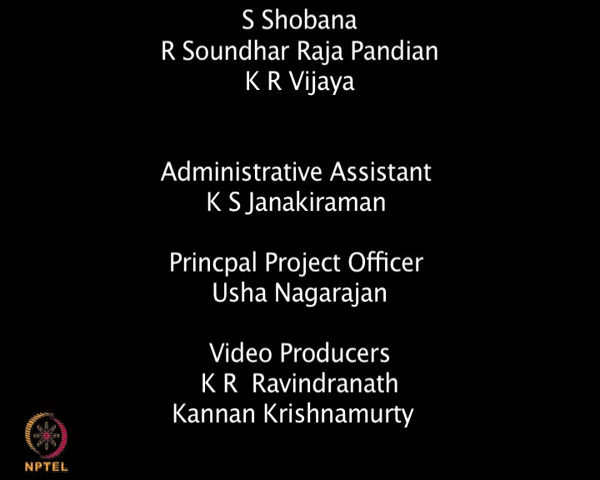 S Shobana
R Soundhar Raja Pandian
K R Vijaya
Administrative Assistant
K S Janakiraman
Princpal Project Officer
Usha Nagarajan
Video Producers
K R  Ravindranath
Kannan Krishnamurty
NPTEL